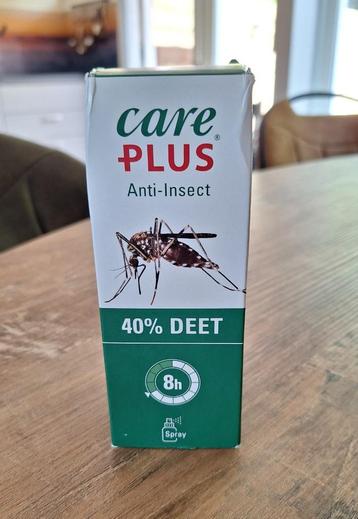 care®
PLUS
Anti-Insect
40% DEET
8h
Spray